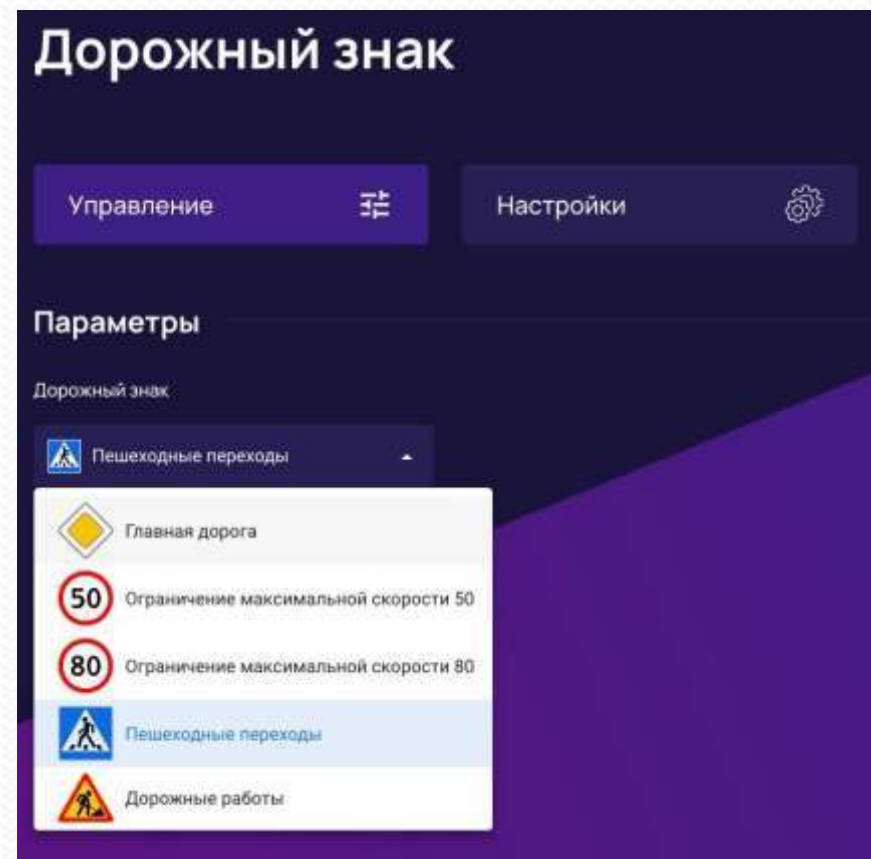 Дорожный знак
Управление
Настройки
Параметры
Дорожный знак
Пешеходные переходы
Главная дорога
50 Ограничение максимальной скорости 50
80 Ограничение максимальной скорости 80
Пешеходные переходы
Дорожные работы